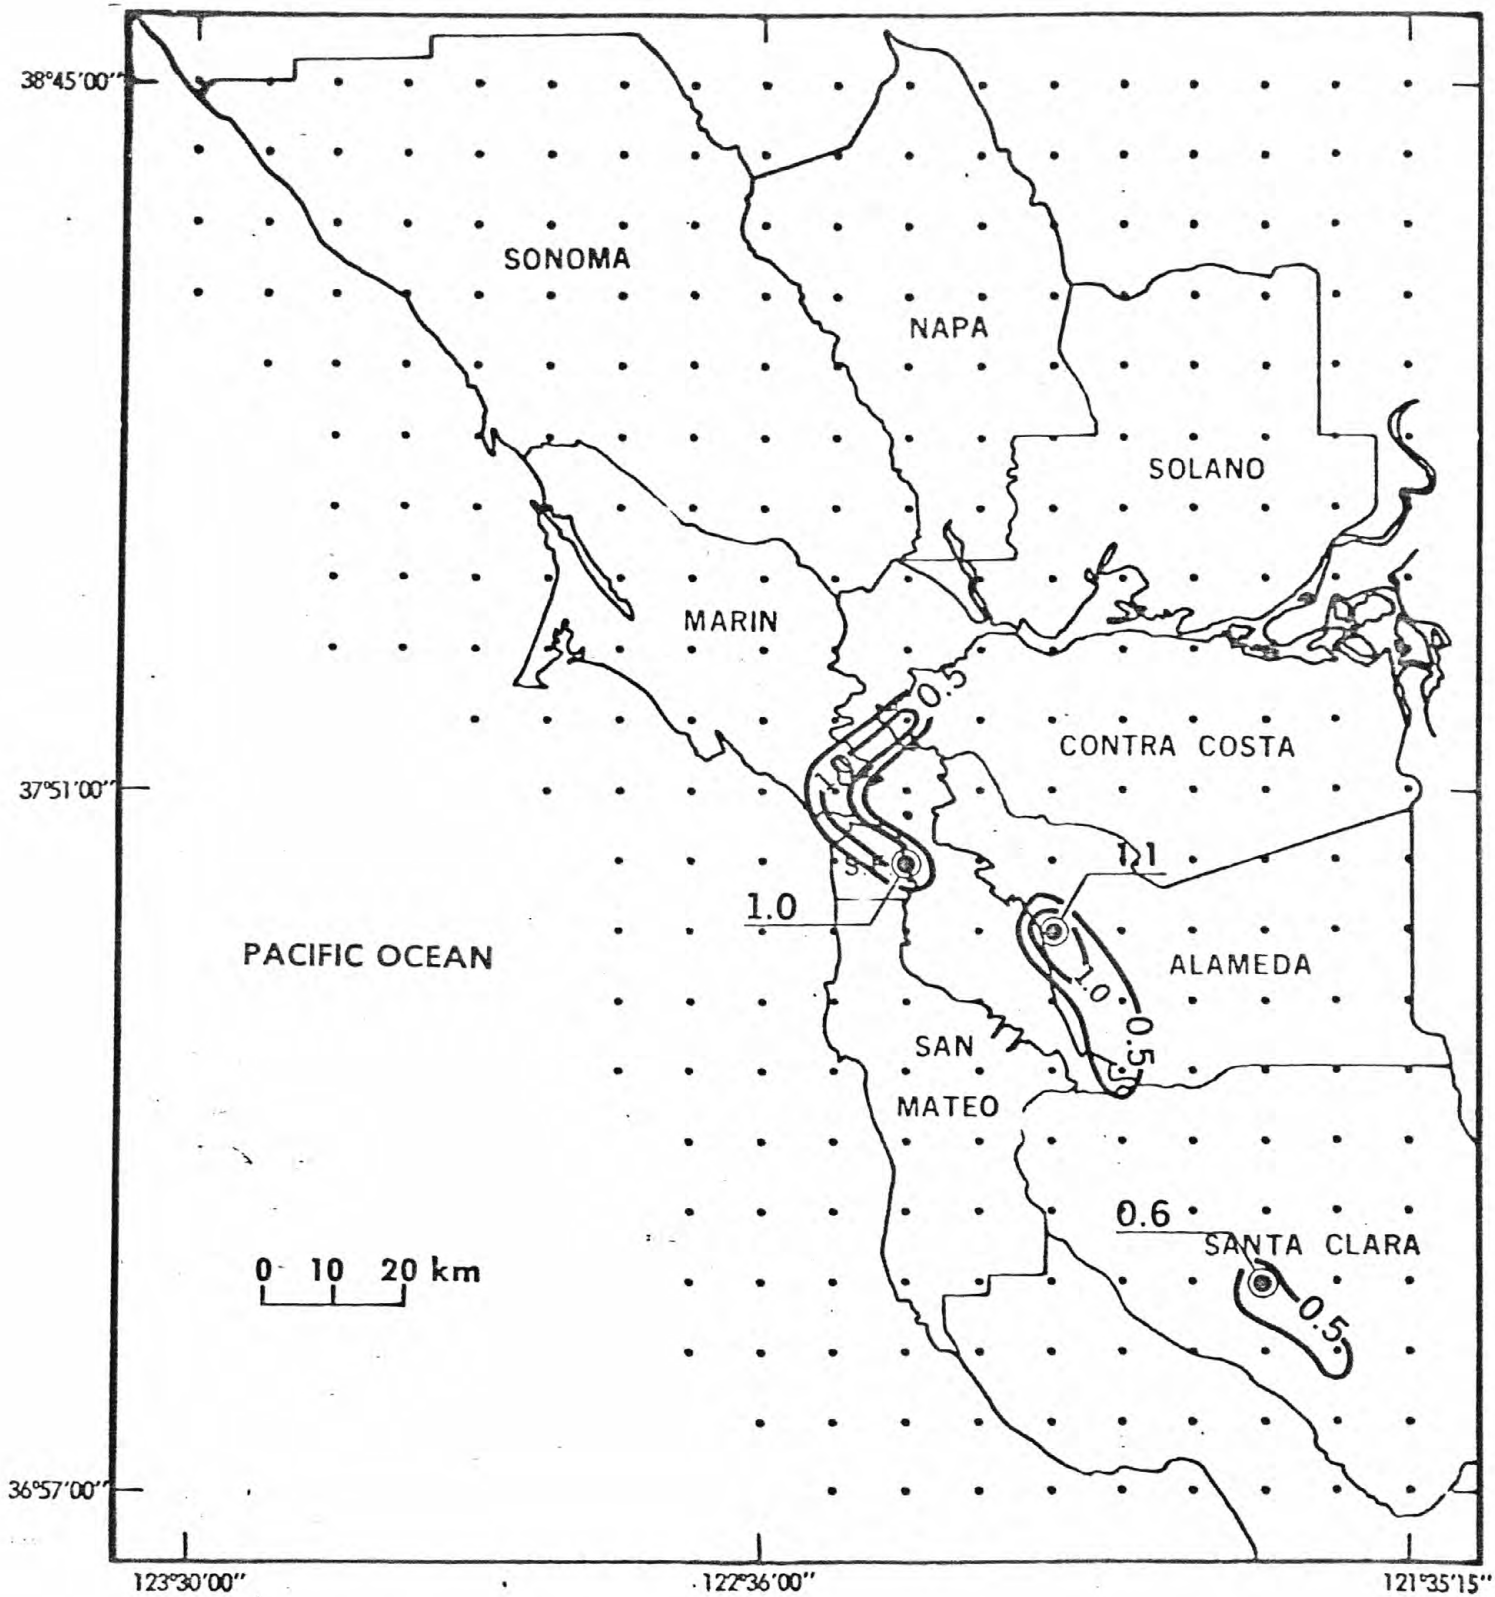 38°45'00"
SONOMA
NAPA
SOLANO
MARIN
0.5
CONTRA COSTA
37°51'00"
1.0
1.1
S.F.
1.0
PACIFIC OCEAN
ALAMEDA
1.0
0.5
SAN
MATEO
0.6
SANTA CLARA
0 10 20 km
0.5
36°57'00"
123°30'00"
122°36'00"
121°35'15"